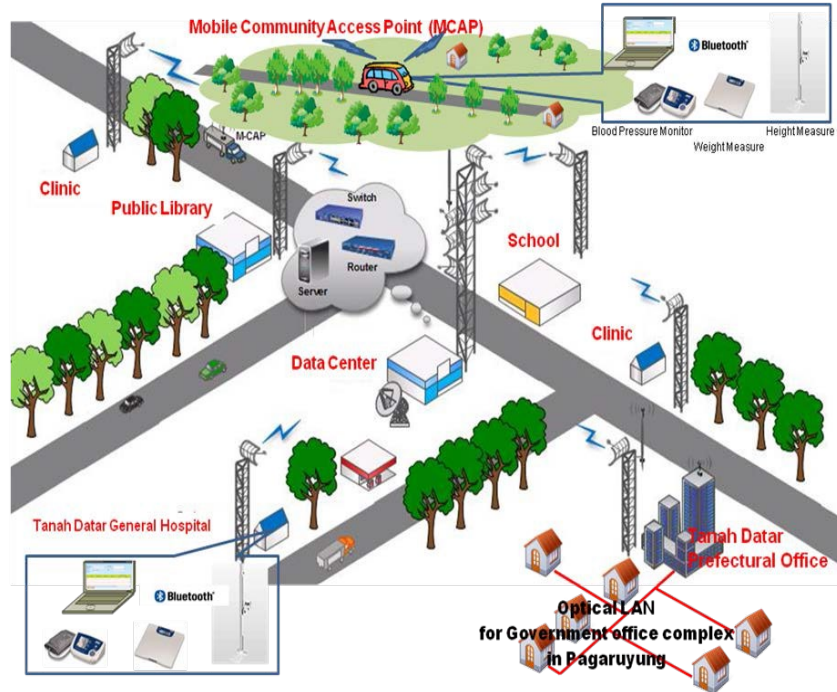 Mobile Community Access Point (MCAP)
Bluetooth®
Blood Pressure Monitor
Height Measure
Weight Measure
M-CAP
Clinic
Public Library
Switch
Router
Server
School
Clinic
Data Center
Tanah Datar General Hospital
Bluetooth®
Tanah Datar
Prefectural Office
Optical LAN
for Government office complex
in Pagaruyung